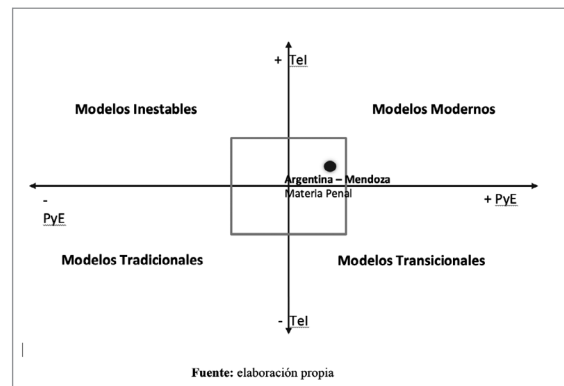 + TeI
Modelos Inestables
Modelos Modernos
Argentina – Mendoza
Materia Penal
-
PyE
+ PyE
Modelos Tradicionales
Modelos Transicionales
- TeI
Fuente: elaboración propia